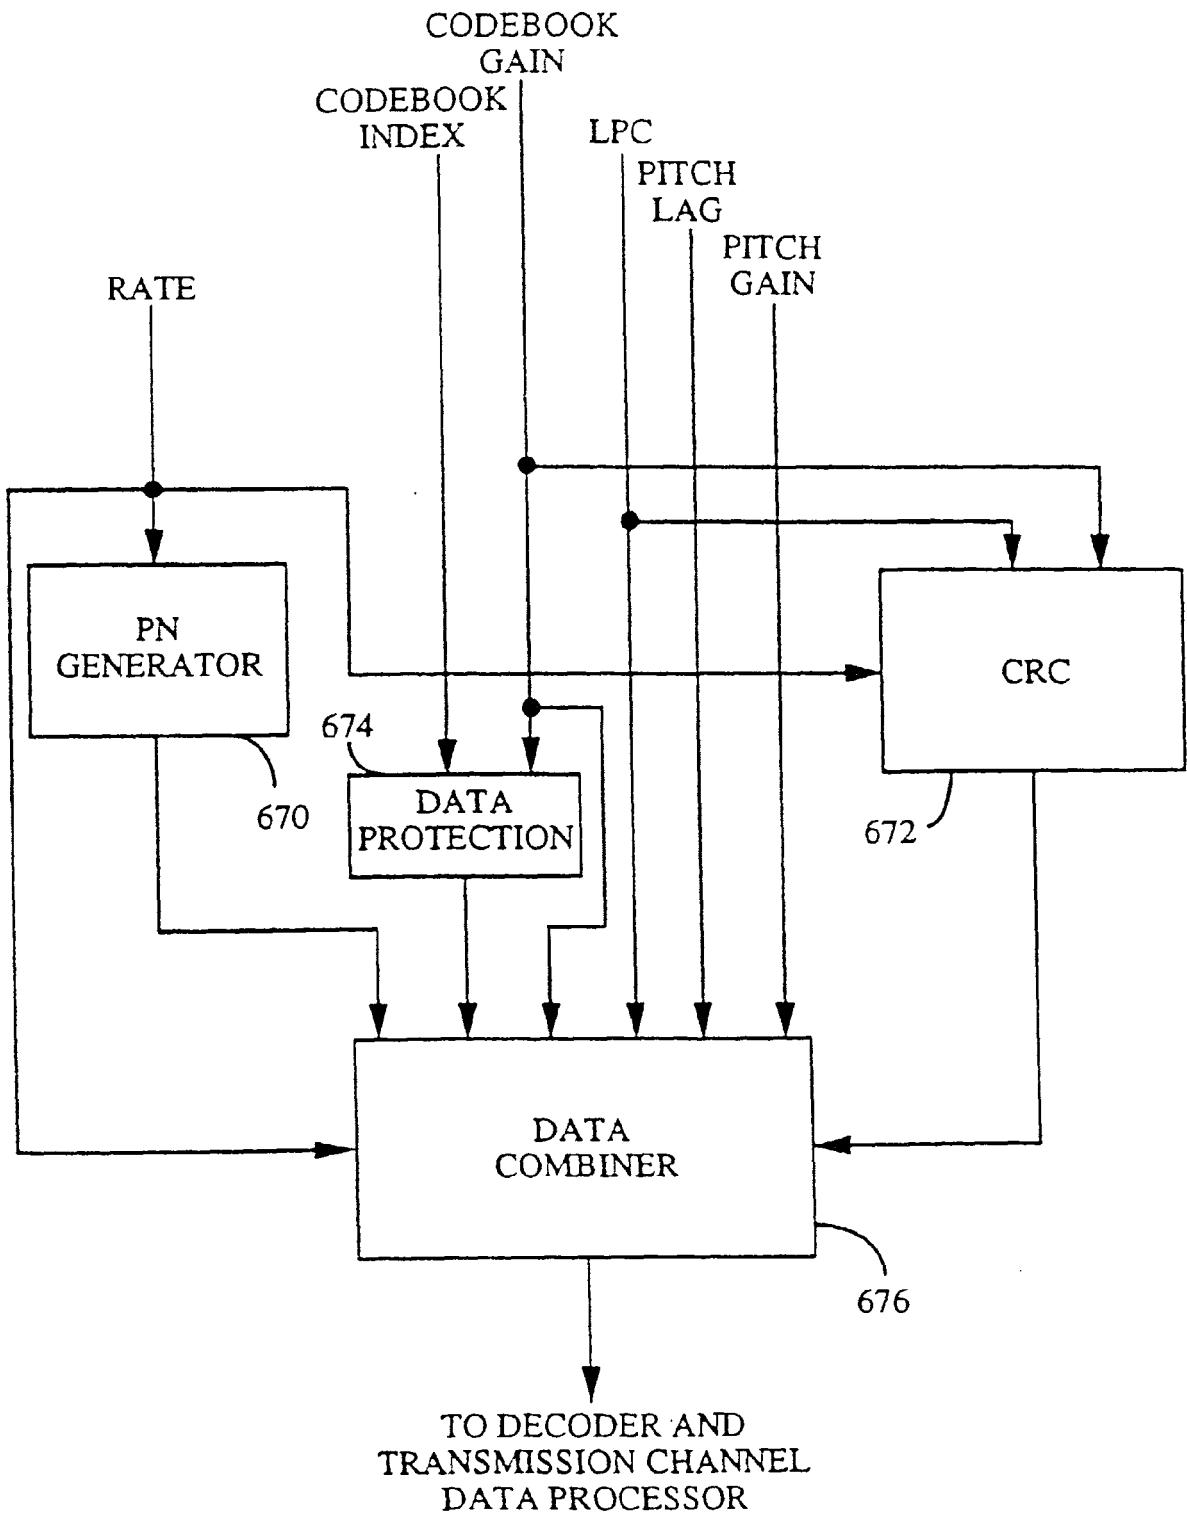 CODEBOOK
GAIN
CODEBOOK
INDEX
LPC
PITCH
LAG
PITCH
GAIN
RATE
PN
GENERATOR
CRC
674
670
DATA
PROTECTION
672
DATA
COMBINER
676
TO DECODER AND
TRANSMISSION CHANNEL
DATA PROCESSOR